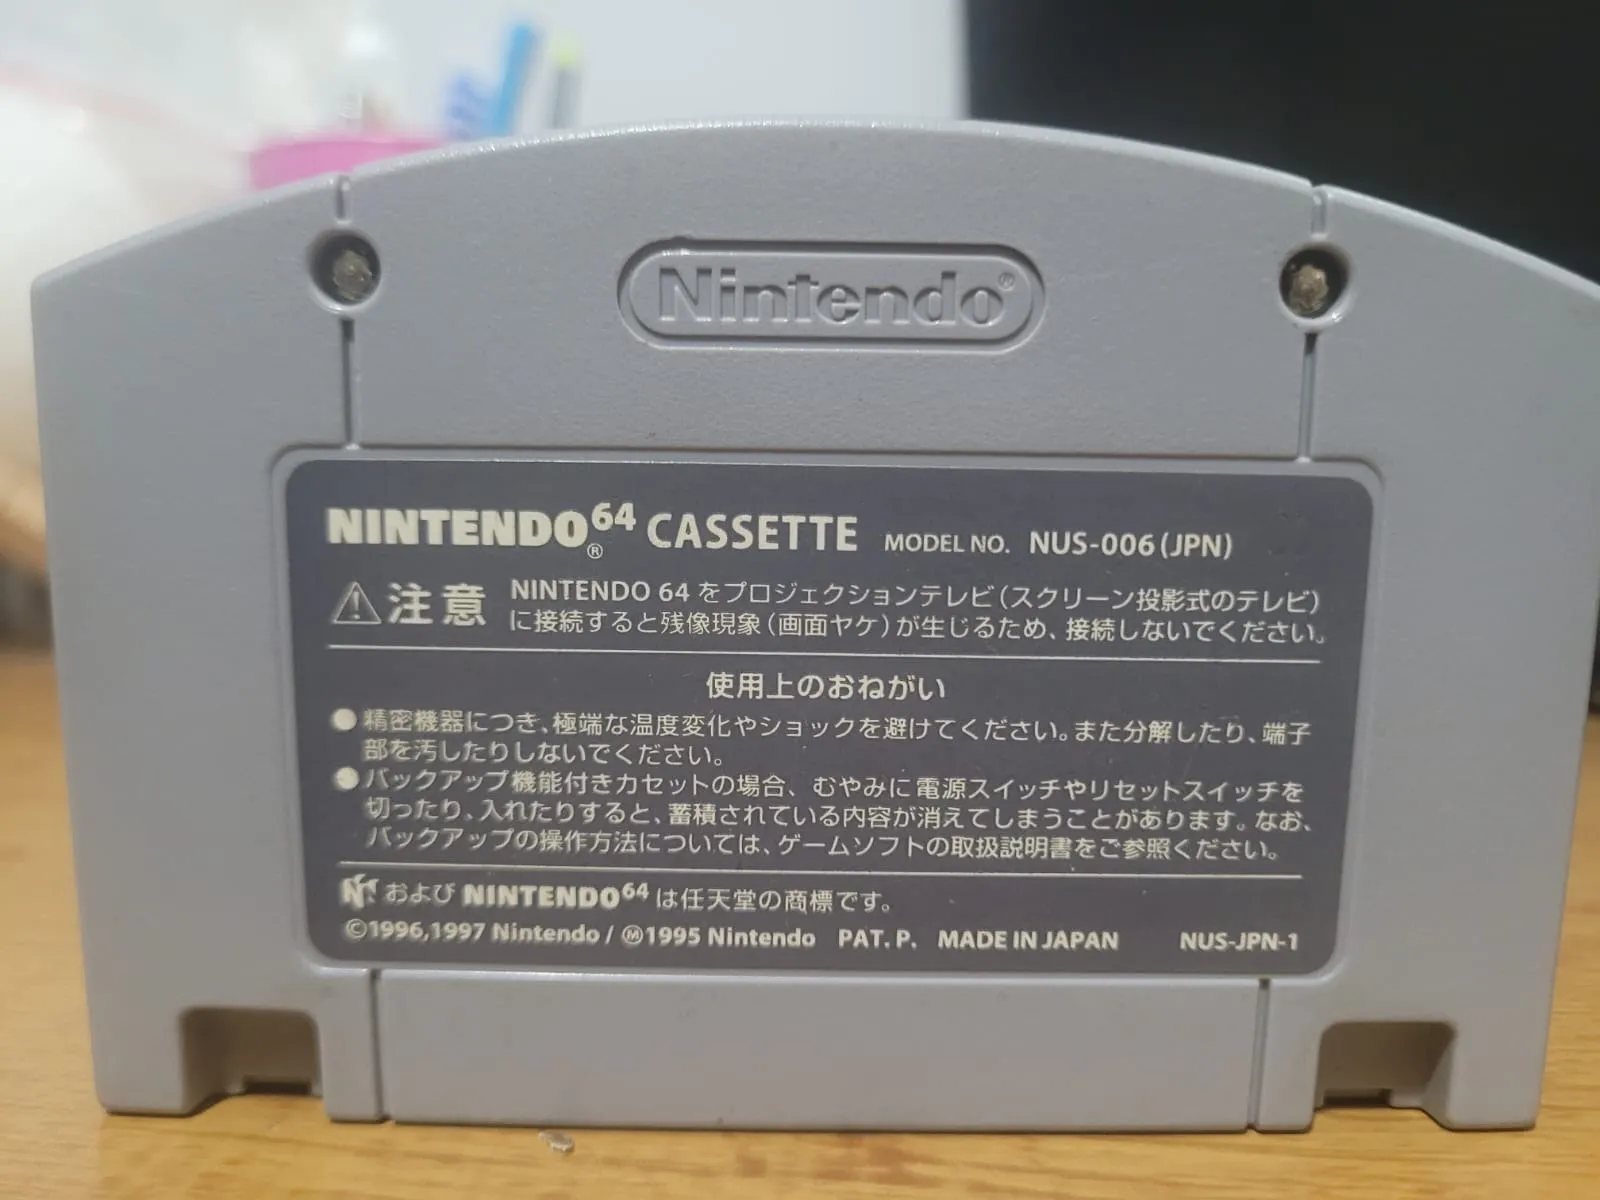 Nintendo®
NINTENDO⁶⁴® CASSETTE MODEL NO. NUS-006(JPN)
⚠注意 NINTENDO 64 をプロジェクションテレビ(スクリーン投影式のテレビ)
に接続すると残像現象(画面ヤケ)が生じるため、接続しないでください。
使用上のおねがい
●精密機器につき、極端な温度変化やショックを避けてください。また分解したり、端子
部を汚したりしないでください。
●バックアップ機能付きカセットの場合、むやみに電源スイッチやリセットスイッチを
切ったり、入れたりすると、蓄積されている内容が消えてしまうことがあります。なお、
バックアップの操作方法については、ゲームソフトの取扱説明書をご参照ください。
および NINTENDO⁶⁴ は任天堂の商標です。
©1996,1997 Nintendo / Ⓜ1995 Nintendo PAT. P. MADE IN JAPAN NUS-JPN-1